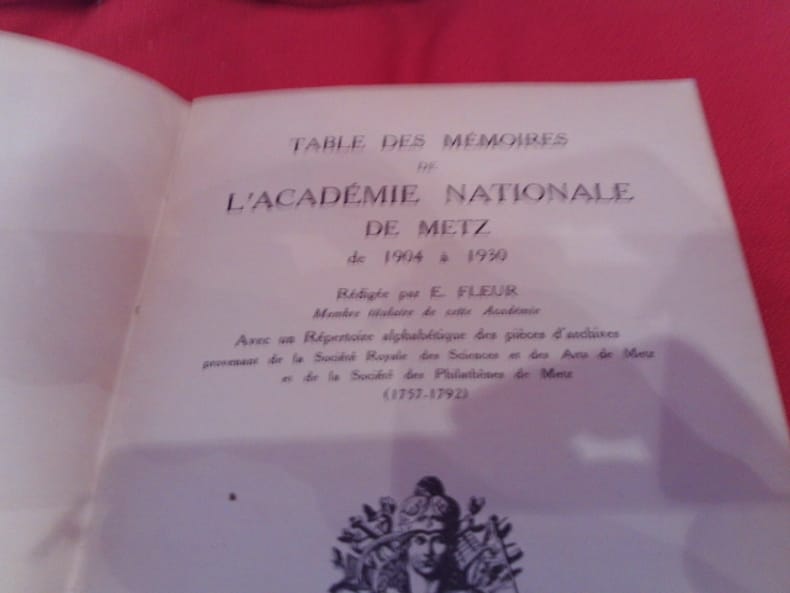 TABLE DES MÉMOIRES
DE
L'ACADÉMIE NATIONALE
DE METZ
de 1904 à 1930
Rédigée par E. FLEUR
Membre titulaire de cette Académie
Avec un Répertoire alphabétique des pièces d'archives
provenant de la Société Royale des Sciences et des Arts de Metz
et de la Société des Philathènes de Metz
(1757-1792)